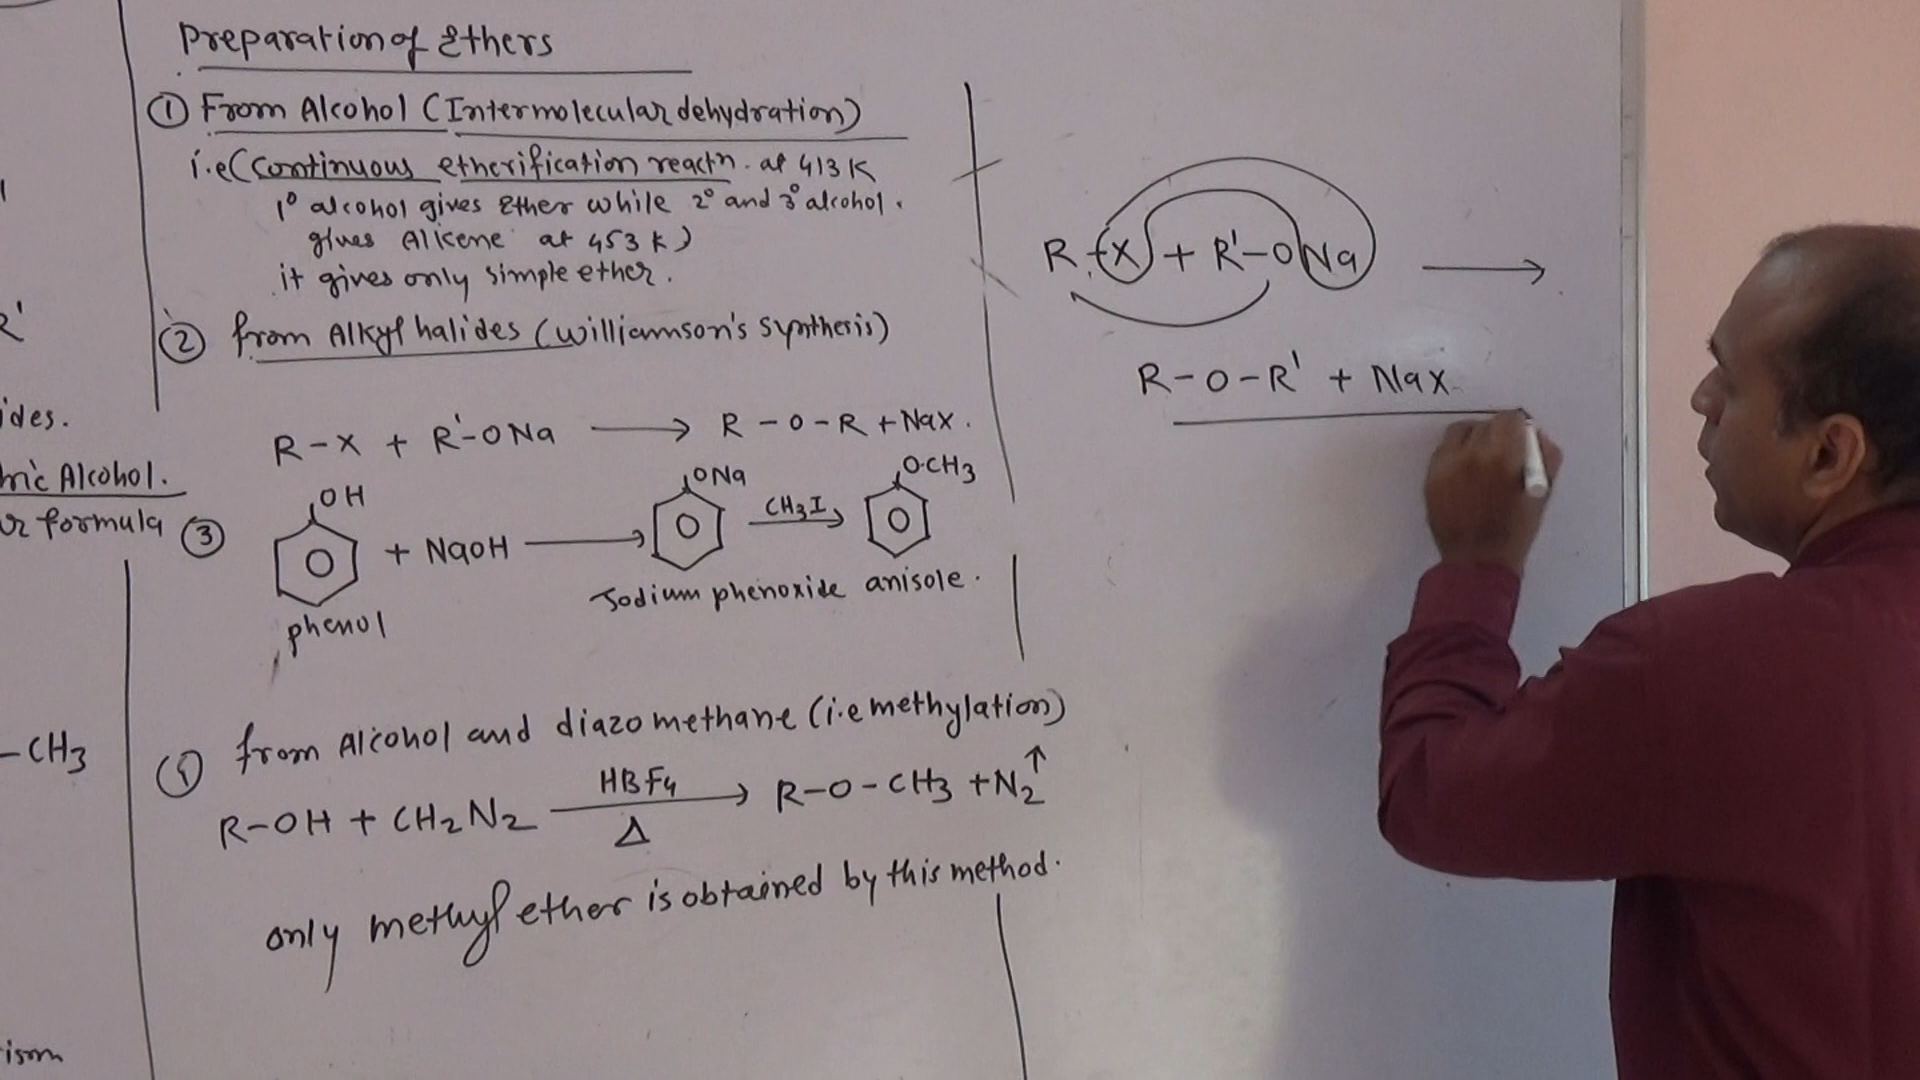 Preparation of Ethers
① From Alcohol (Intermolecular dehydration)
i.e (Continuous etherification reactn. at 413 K
1° alcohol gives Ether while 2° and 3° alcohol.
gives Alkene at 453 K)
it gives only simple ether.
② from Alkyl halides (Williamson's synthesis)
R-X + R'-ONa ⟶ R-O-R + NaX.
③
OH
+ NaOH ⟶
ONa
CH3I
O.CH3
phenol
Sodium phenoxide anisole.
from Alcohol and diazomethane (i.e methylation)
R-OH + CH2N2 ⟶ R-O-CH3 + N2↑
HBF4
Δ
only methyl ether is obtained by this method.
R-X + R'-ONa ⟶
R-O-R' + NaX
R'
ides.
Alcohol.
formula
-CH3
ism